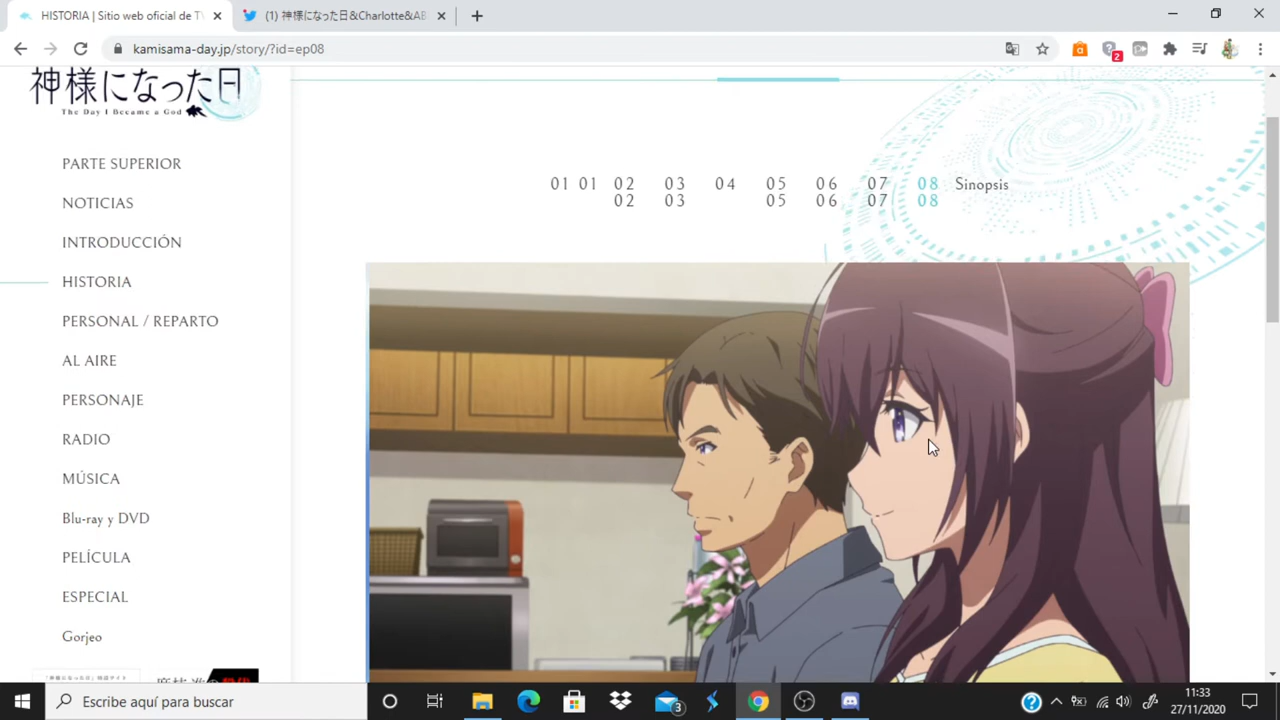 HISTORIA | Sitio web oficial de TV
(1) 神様になった日&Charlotte&AB
kamisama-day.jp/story/?id=ep08
2
神様になった日
The Day I Became a God
PARTE SUPERIOR
NOTICIAS
INTRODUCCIÓN
HISTORIA
PERSONAL / REPARTO
AL AIRE
PERSONAJE
RADIO
MÚSICA
Blu-ray y DVD
PELÍCULA
ESPECIAL
Gorjeo
01 01 02 03 04 05 06 07 08 Sinopsis
02 03 05 06 07 08
Escribe aquí para buscar
3
11:33
27/11/2020